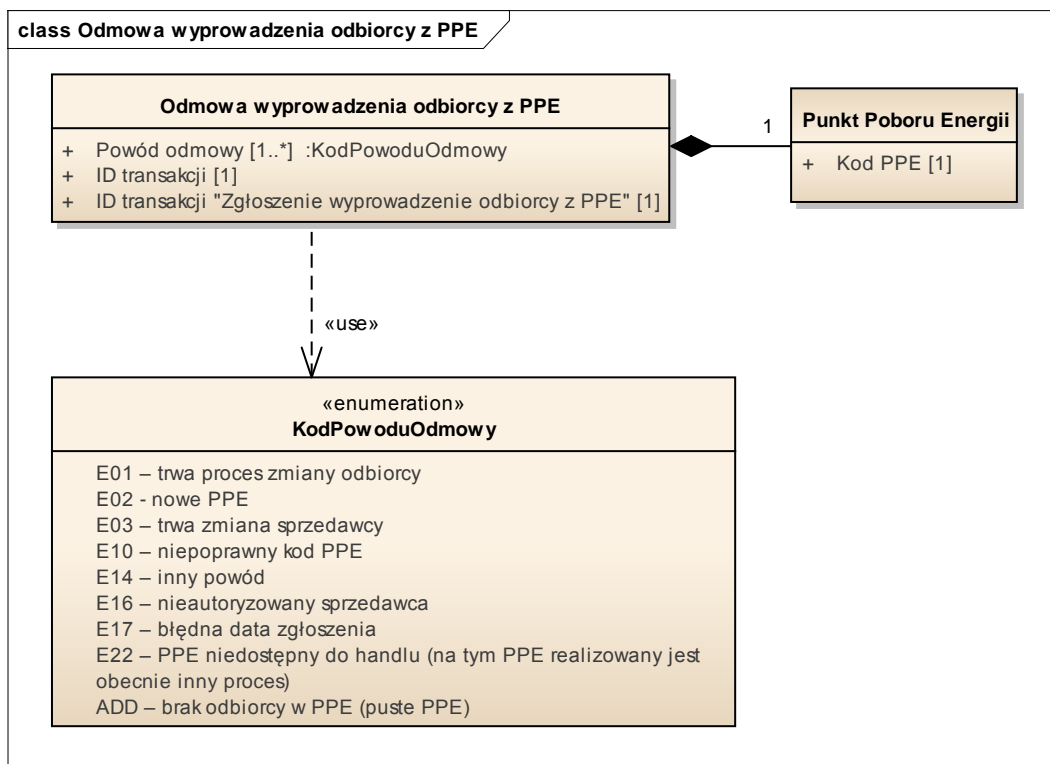 class Odmowa wyprowadzenia odbiorcy z PPE
Odmowa wyprowadzenia odbiorcy z PPE
+ Powód odmowy [1..*] :KodPowoduOdmowy
+ ID transakcji [1]
+ ID transakcji "Zgłoszenie wyprowadzenie odbiorcy z PPE" [1]
1
Punkt Poboru Energii
+ Kod PPE [1]
«use»
«enumeration»
KodPowoduOdmowy
E01 – trwa proces zmiany odbiorcy
E02 - nowe PPE
E03 – trwa zmiana sprzedawcy
E10 – niepoprawny kod PPE
E14 – inny powód
E16 – nieautoryzowany sprzedawca
E17 – błędna data zgłoszenia
E22 – PPE niedostępny do handlu (na tym PPE realizowany jest
obecnie inny proces)
ADD – brak odbiorcy w PPE (puste PPE)